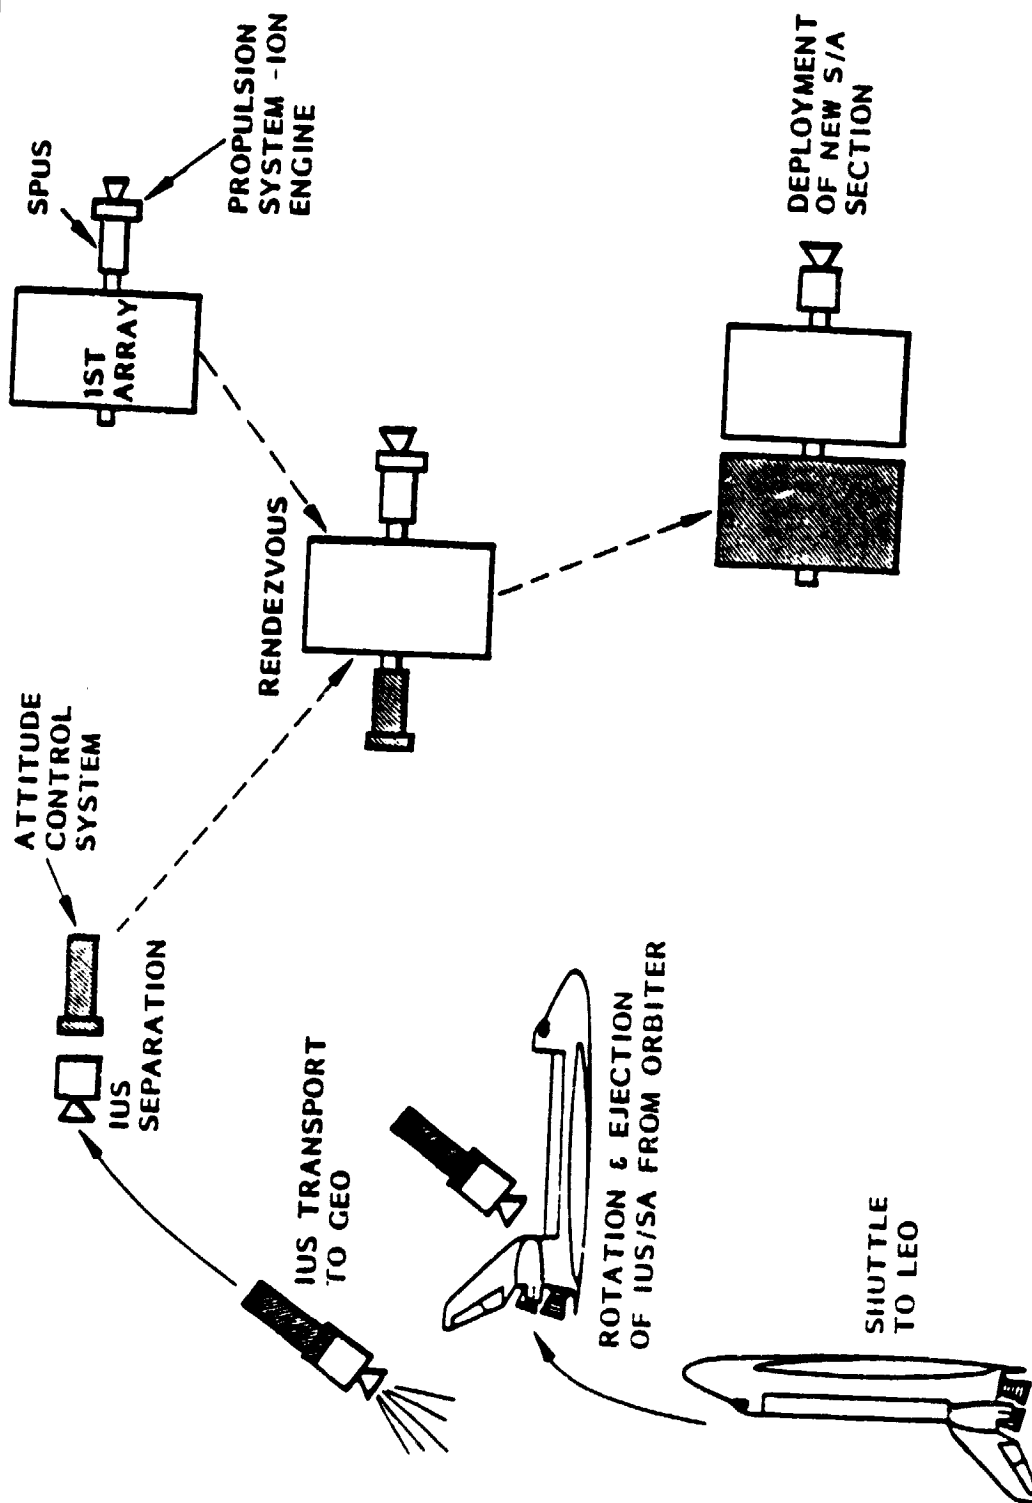 SHUTTLE
TO LEO
ROTATION & EJECTION
OF IUS/SA FROM ORBITER
IUS TRANSPORT
TO GEO
IUS
SEPARATION
ATTITUDE
CONTROL
SYSTEM
RENDEZVOUS
1ST
ARRAY
SPUS
PROPULSION
SYSTEM - ION
ENGINE
DEPLOYMENT
OF NEW S/A
SECTION